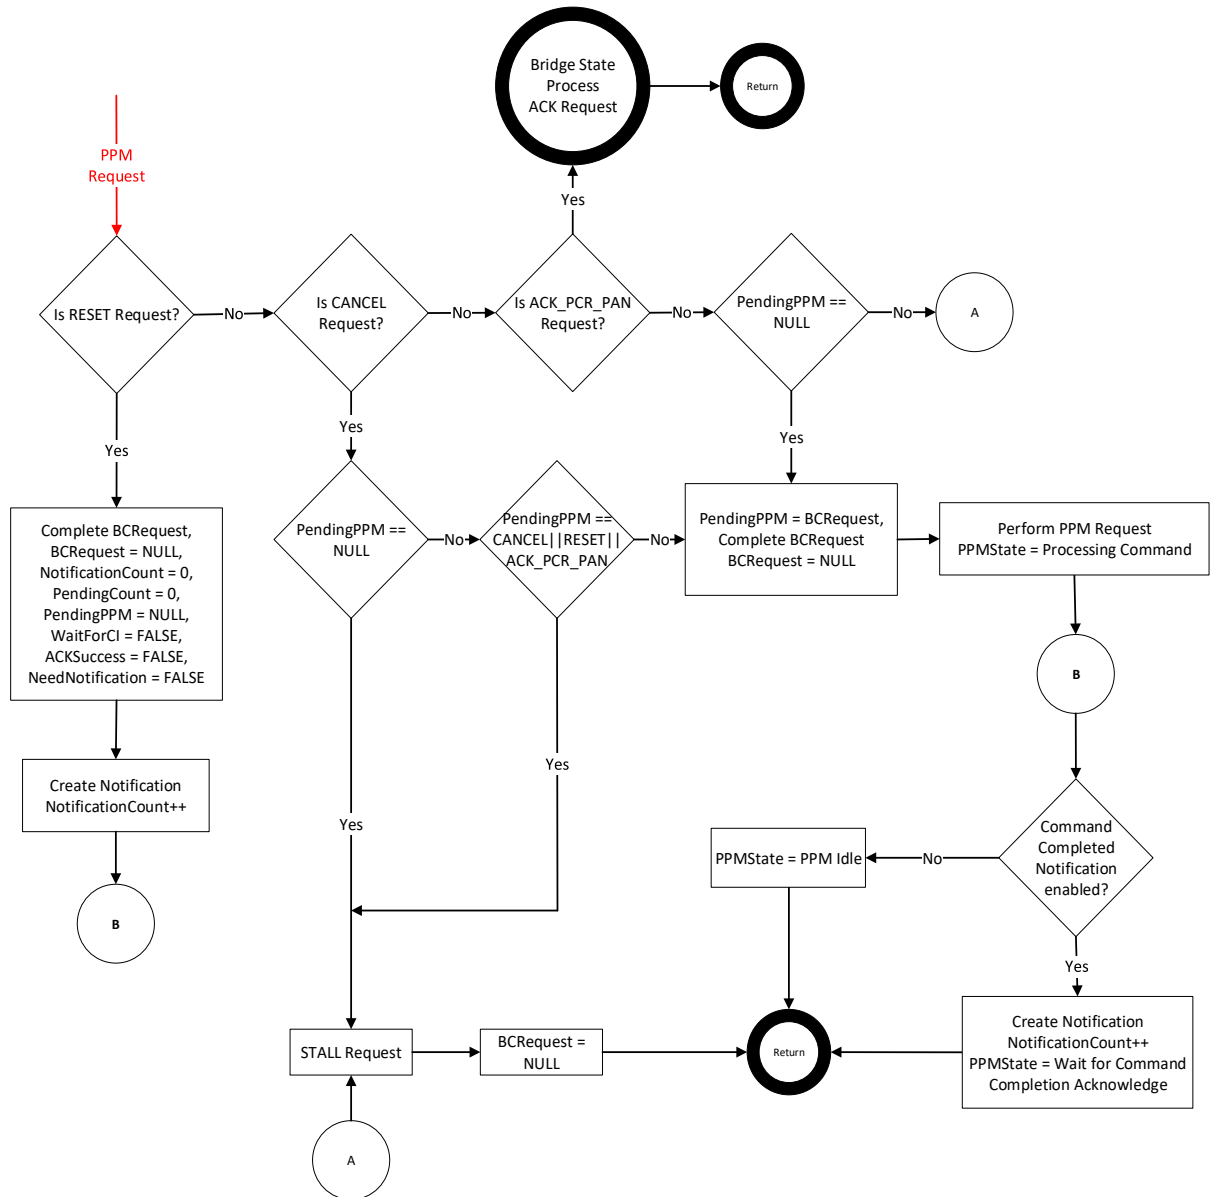 Bridge State
Process
ACK Request
Return
PPM
Request
Yes
Is RESET Request?
No
Is CANCEL
Request?
No
Is ACK_PCR_PAN
Request?
No
PendingPPM ==
NULL
No
A
Yes
Yes
Yes
Complete BCRequest,
BCRequest = NULL,
NotificationCount = 0,
PendingCount = 0,
PendingPPM = NULL,
WaitForCI = FALSE,
ACKSuccess = FALSE,
NeedNotification = FALSE
PendingPPM ==
NULL
No
PendingPPM ==
CANCEL||RESET||
ACK_PCR_PAN
No
PendingPPM = BCRequest,
Complete BCRequest
BCRequest = NULL
Perform PPM Request
PPMState = Processing Command
B
Create Notification
NotificationCount++
Yes
Yes
B
Command
Completed
Notification
enabled?
No
PPMState = PPM Idle
Yes
STALL Request
BCRequest =
NULL
Return
Create Notification
NotificationCount++
PPMState = Wait for Command
Completion Acknowledge
A